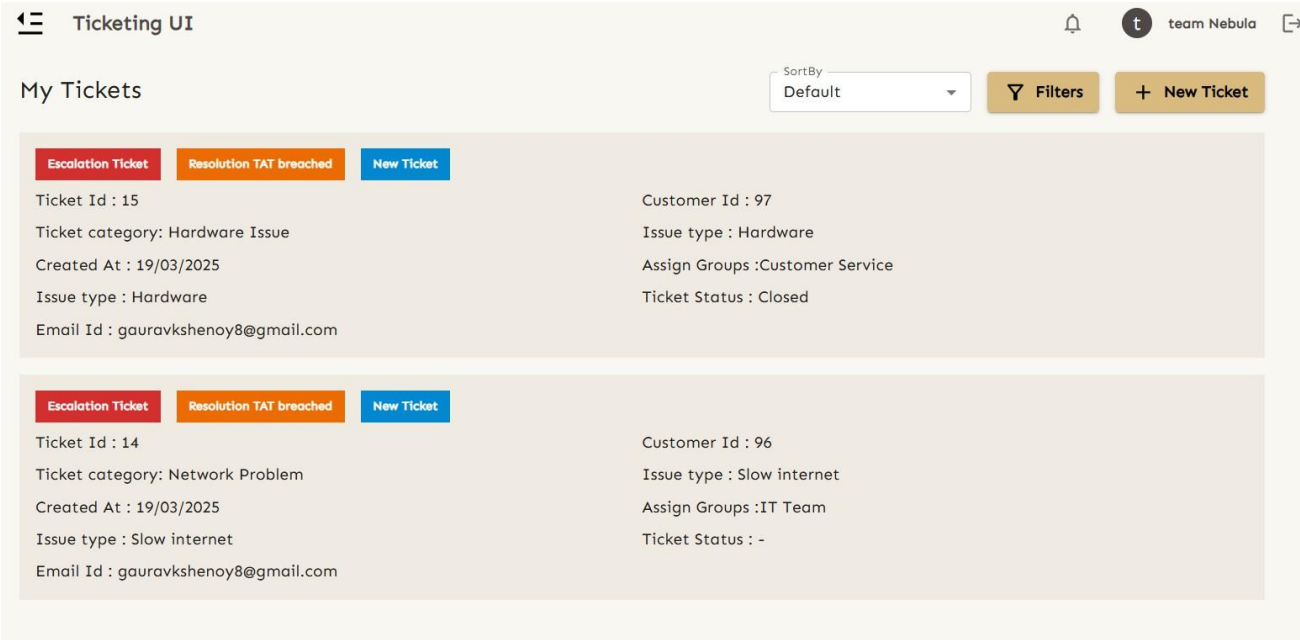 Ticketing UI
t team Nebula
My Tickets
SortBy
Default
Filters
+ New Ticket
Escalation Ticket Resolution TAT breached New Ticket
Ticket Id : 15 Customer Id : 97
Ticket category: Hardware Issue Issue type : Hardware
Created At : 19/03/2025 Assign Groups :Customer Service
Issue type : Hardware Ticket Status : Closed
Email Id : gauravkshenoy8@gmail.com
Escalation Ticket Resolution TAT breached New Ticket
Ticket Id : 14 Customer Id : 96
Ticket category: Network Problem Issue type : Slow internet
Created At : 19/03/2025 Assign Groups :IT Team
Issue type : Slow internet Ticket Status : -
Email Id : gauravkshenoy8@gmail.com